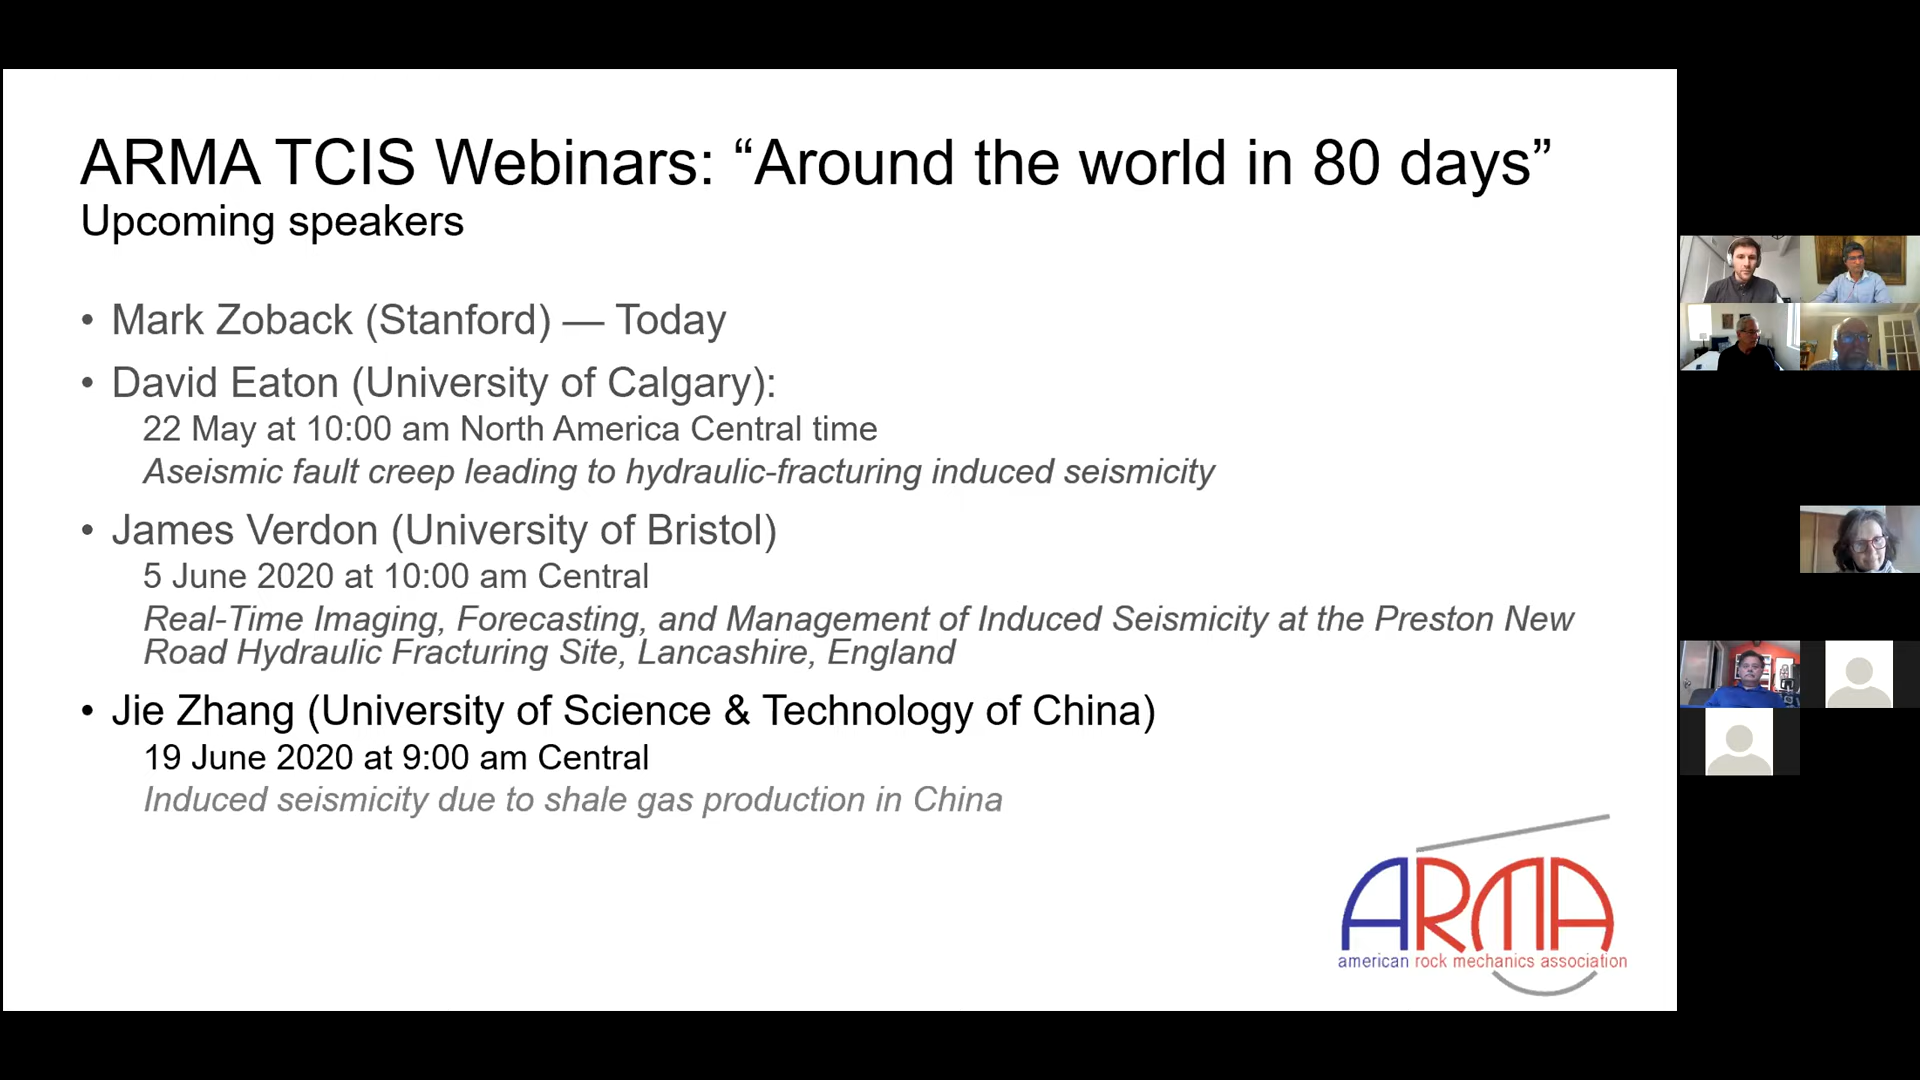 ARMA TCIS Webinars: “Around the world in 80 days”
Upcoming speakers
• Mark Zoback (Stanford) — Today
• David Eaton (University of Calgary):
22 May at 10:00 am North America Central time
Aseismic fault creep leading to hydraulic-fracturing induced seismicity
• James Verdon (University of Bristol)
5 June 2020 at 10:00 am Central
Real-Time Imaging, Forecasting, and Management of Induced Seismicity at the Preston New
Road Hydraulic Fracturing Site, Lancashire, England
• Jie Zhang (University of Science & Technology of China)
19 June 2020 at 9:00 am Central
Induced seismicity due to shale gas production in China
ARMA
american rock mechanics association